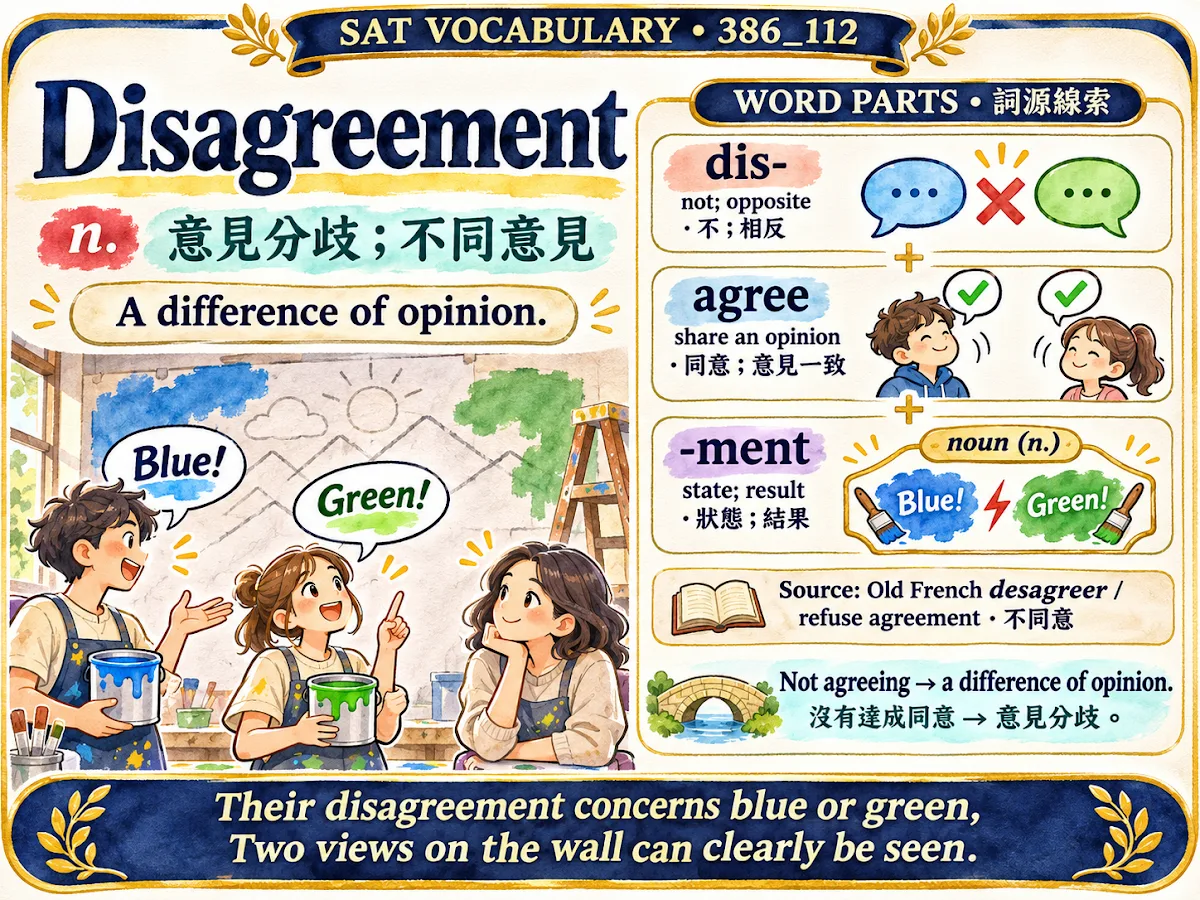 SAT VOCABULARY • 386_112
Disagreement
n. 意見分歧；不同意見
A difference of opinion.
Blue!
Green!
WORD PARTS • 詞源線索
dis-
not; opposite
· 不；相反
+
agree
share an opinion
· 同意；意見一致
+
-ment
state; result
· 狀態；結果
noun (n.)
Blue!
Green!
Source: Old French desagreer /
refuse agreement · 不同意
Not agreeing → a difference of opinion.
沒有達成同意 → 意見分歧。
Their disagreement concerns blue or green,
Two views on the wall can clearly be seen.